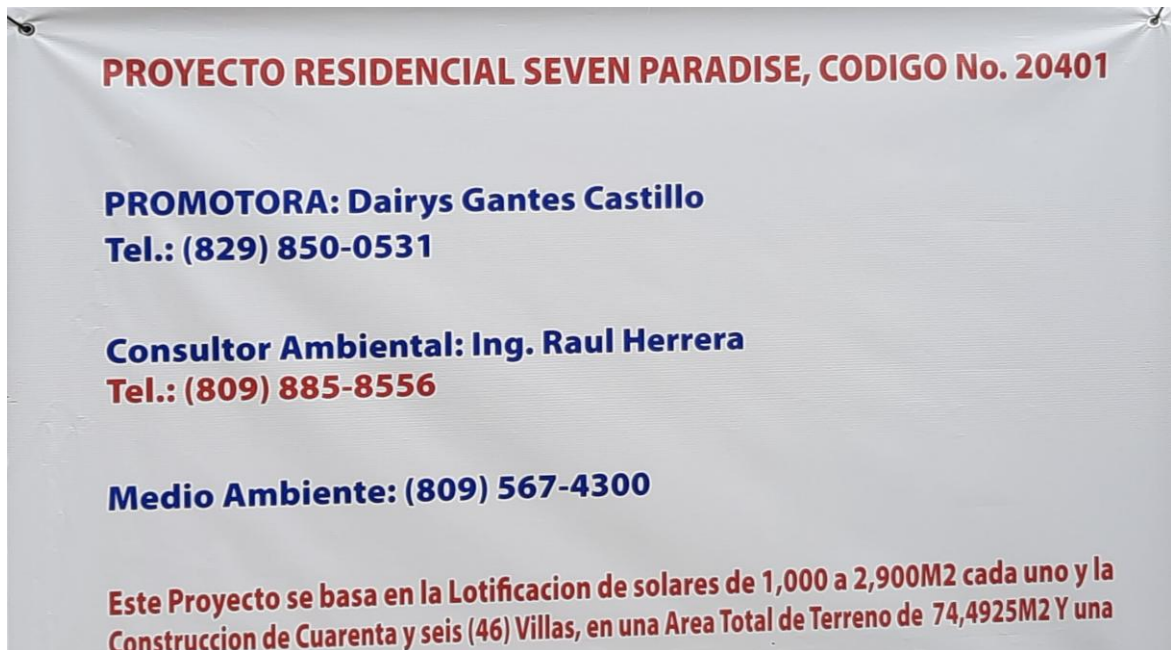 PROYECTO RESIDENCIAL SEVEN PARADISE, CODIGO No. 20401
PROMOTORA: Dairys Gantes Castillo
Tel.: (829) 850-0531
Consultor Ambiental: Ing. Raul Herrera
Tel.: (809) 885-8556
Medio Ambiente: (809) 567-4300
Este Proyecto se basa en la Lotificacion de solares de 1,000 a 2,900M2 cada uno y la
Construccion de Cuarenta y seis (46) Villas, en una Area Total de Terreno de 74,4925M2 Y una